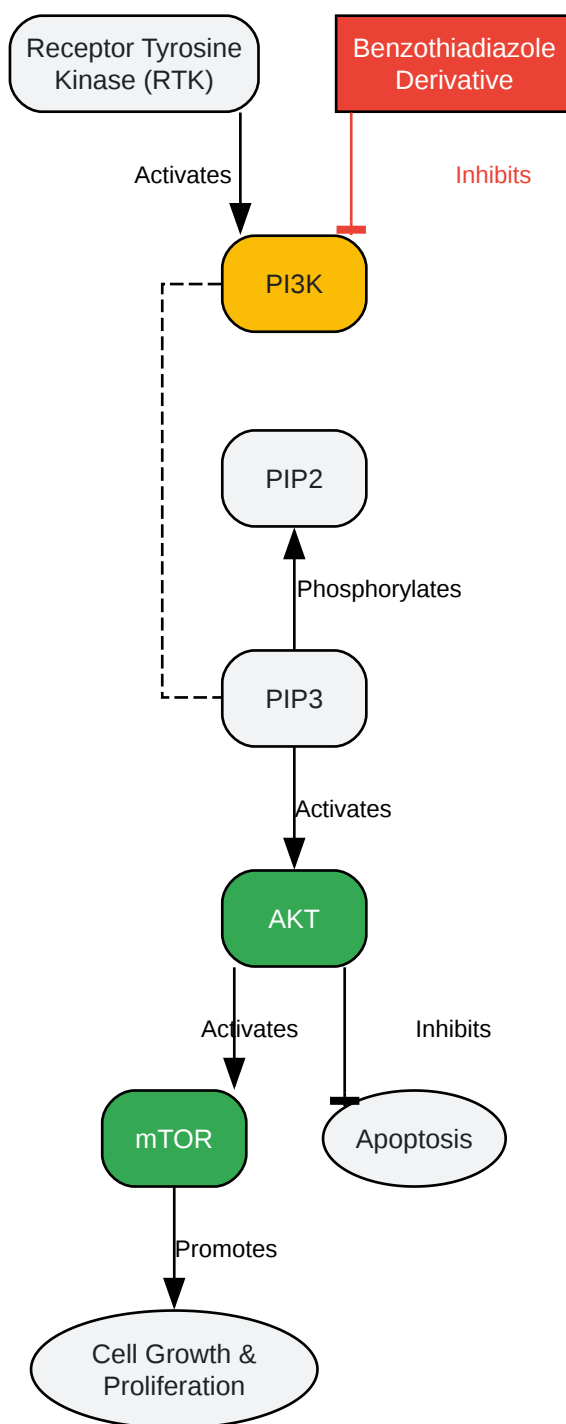 Receptor Tyrosine
Kinase (RTK)
Benzothiadiazole
Derivative
Activates
Inhibits
PI3K
PIP2
Phosphorylates
PIP3
Activates
AKT
Activates
Inhibits
mTOR
Apoptosis
Promotes
Cell Growth &
Proliferation